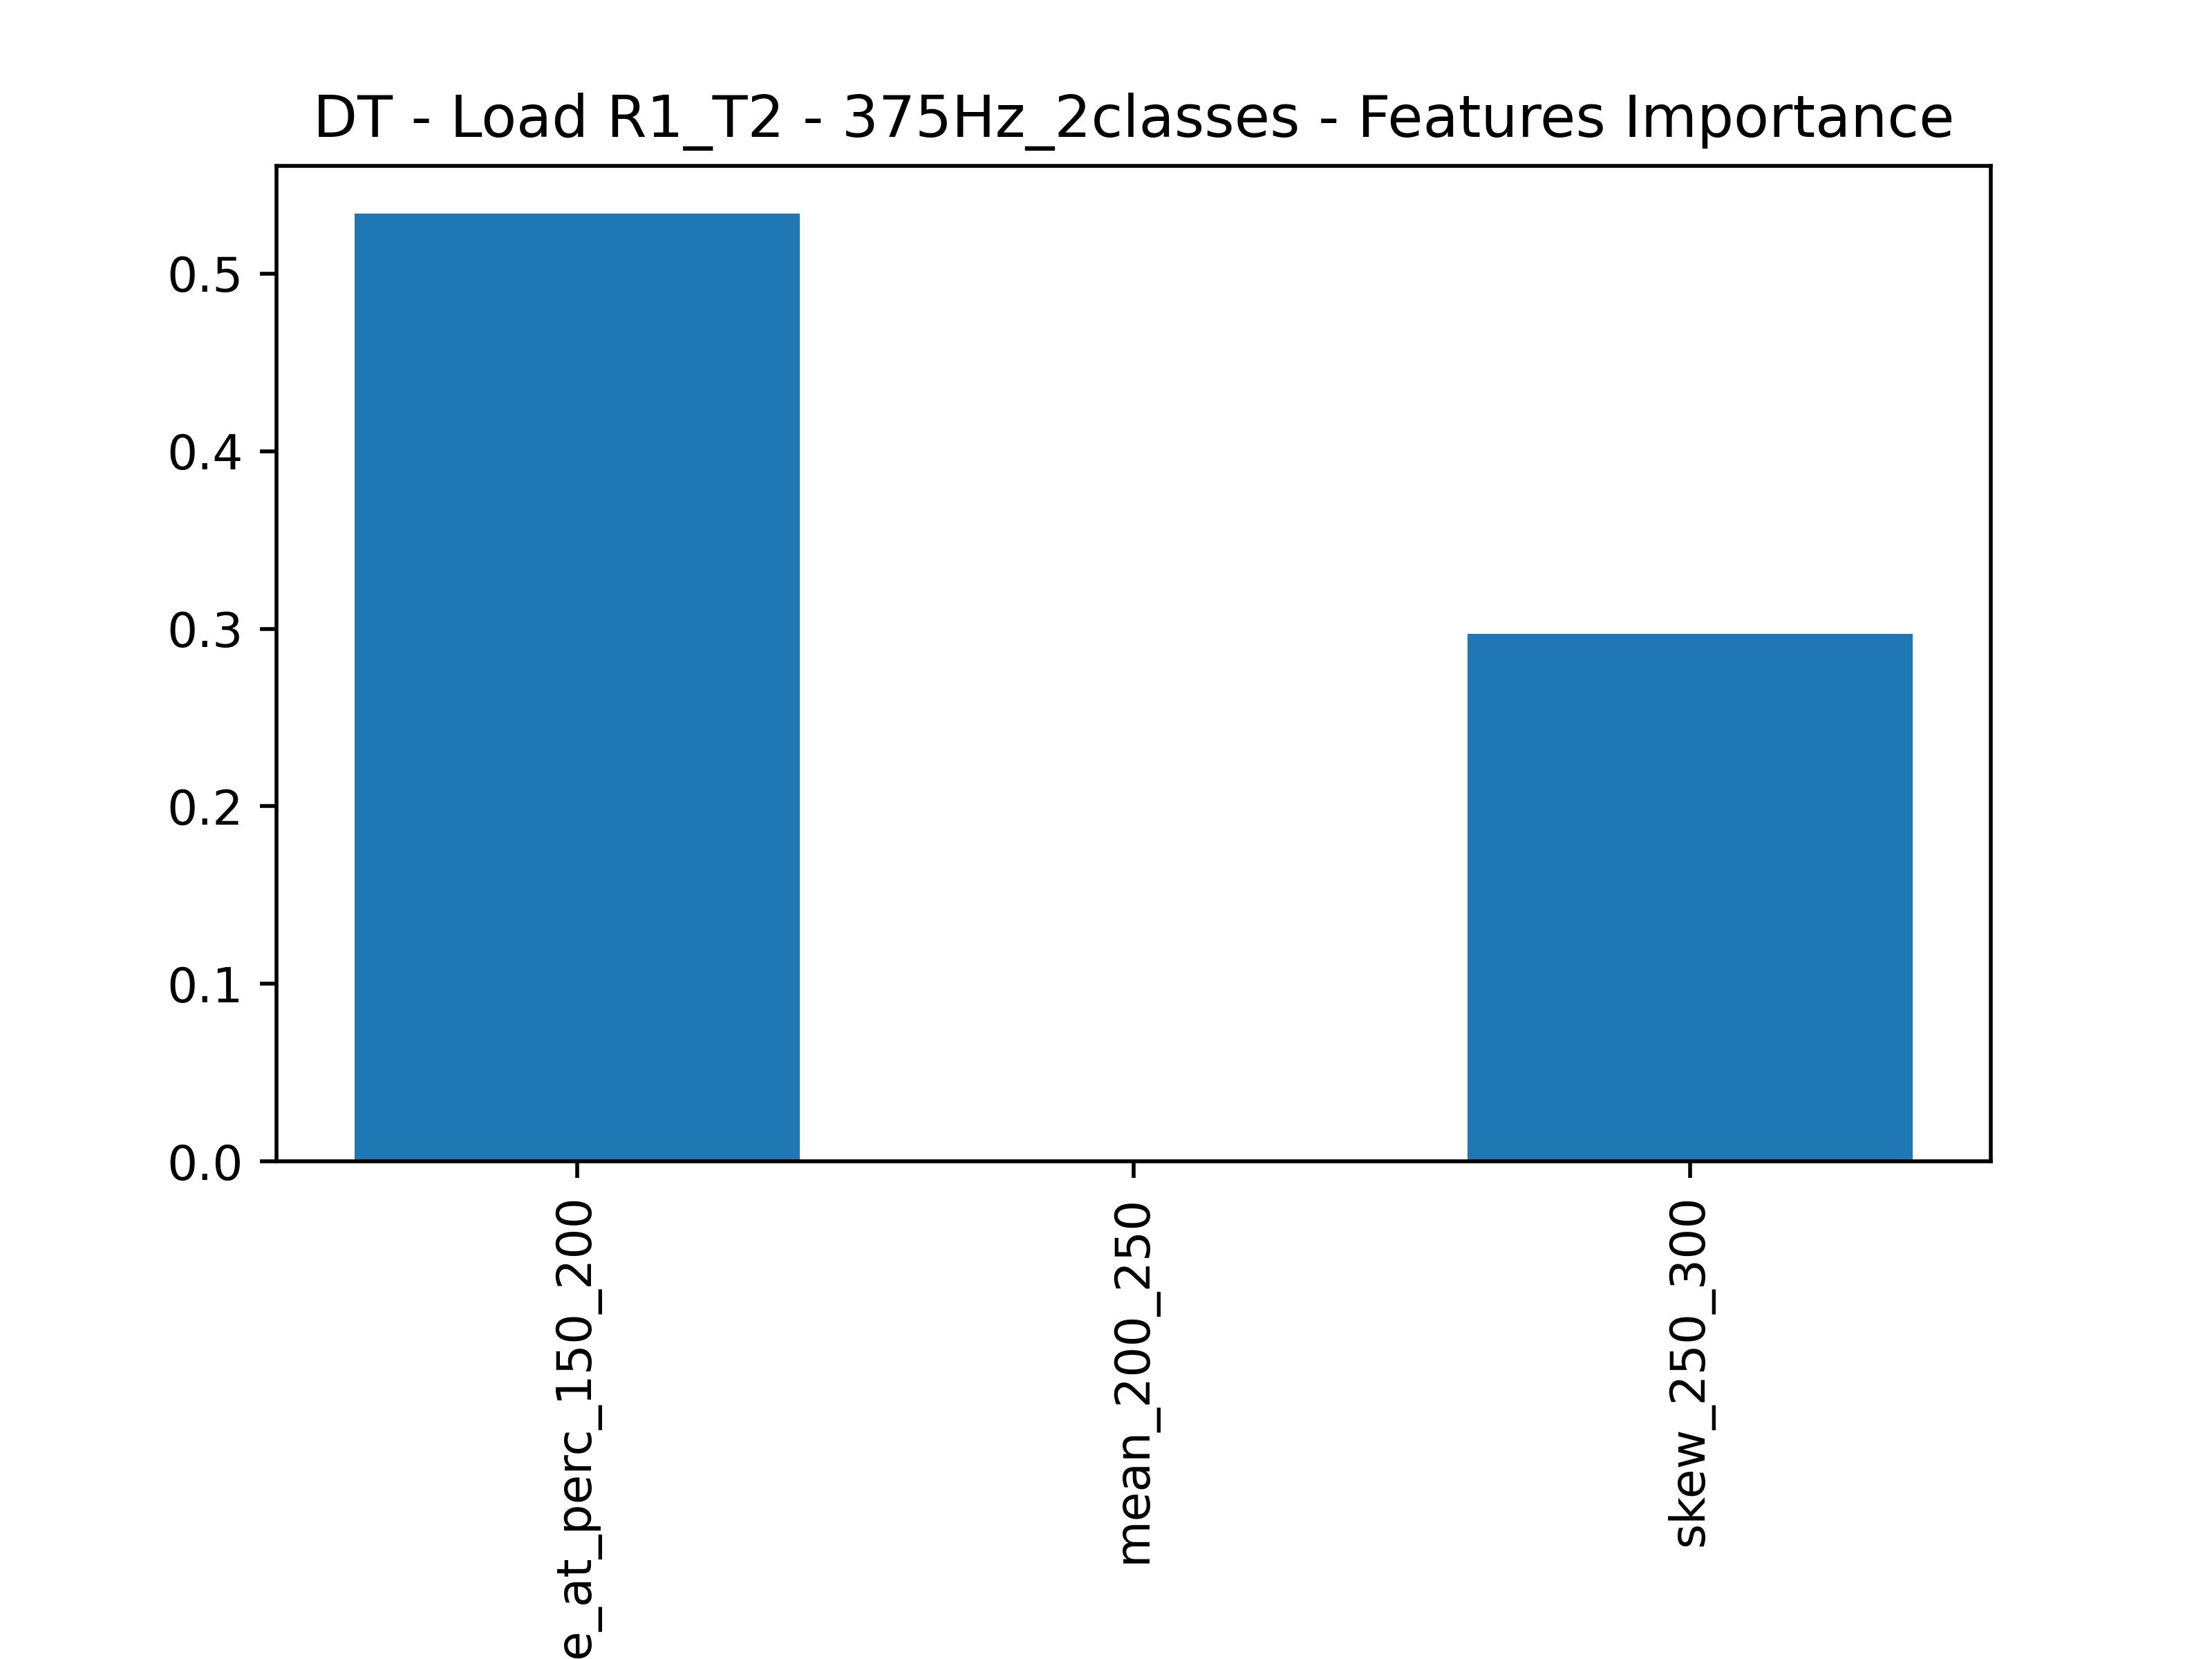 DT - Load R1_T2 - 375Hz_2classes - Features Importance
0.5
0.4
0.3
0.2
0.1
0.0
e_at_perc_150_200
mean_200_250
skew_250_300